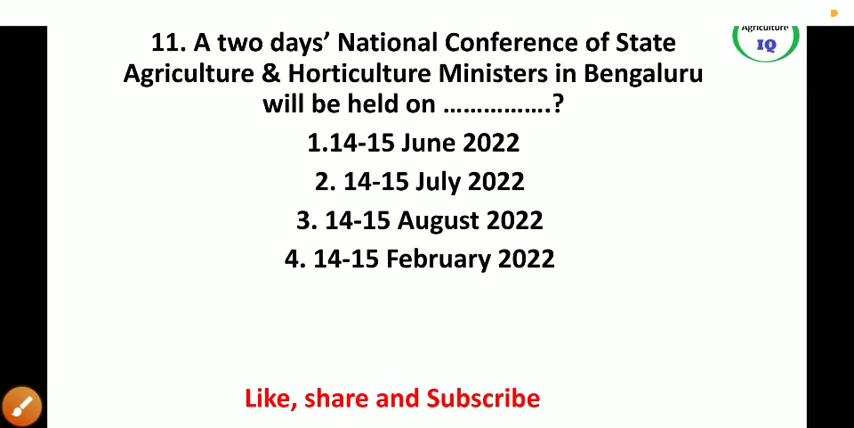 Agriculture
IQ
11. A two days’ National Conference of State
Agriculture & Horticulture Ministers in Bengaluru
will be held on …………….?
1.14-15 June 2022
2. 14-15 July 2022
3. 14-15 August 2022
4. 14-15 February 2022
Like, share and Subscribe